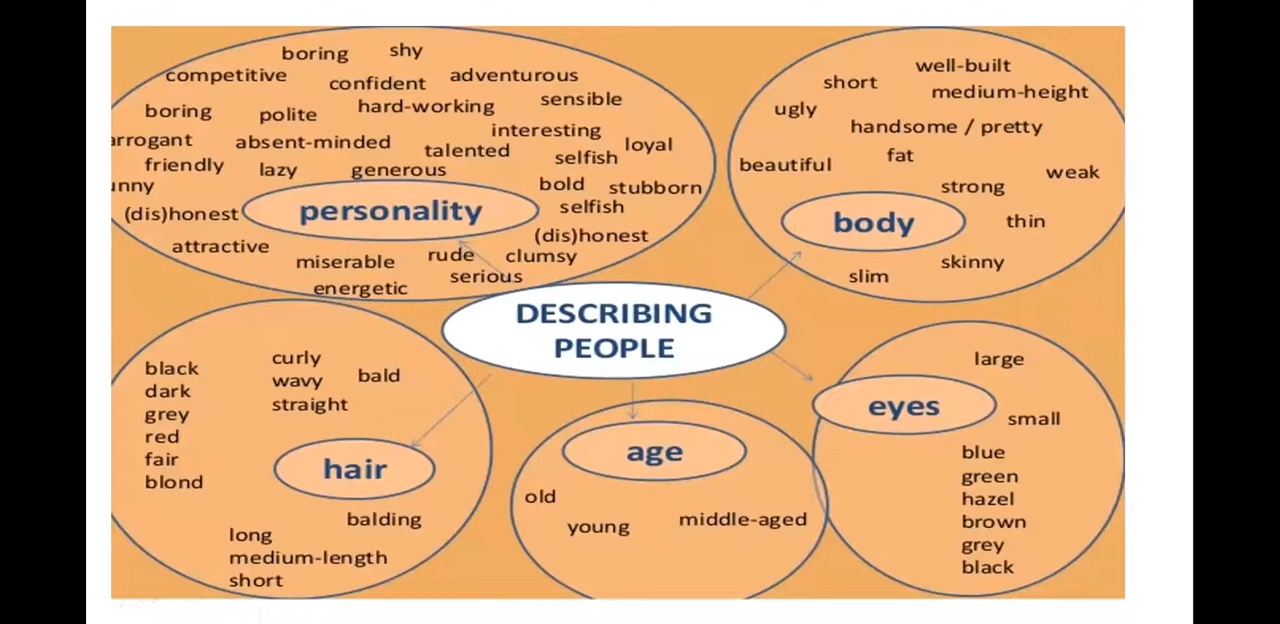 boring shy
competitive confident adventurous
boring polite hard-working sensible
arrogant absent-minded interesting loyal
friendly lazy generous talented selfish
unny bold stubborn
(dis)honest personality selfish
(dis)honest
attractive miserable rude clumsy
energetic serious
well-built
short medium-height
ugly
handsome / pretty
beautiful fat weak
strong
body thin
slim skinny
DESCRIBING
PEOPLE
black curly bald
dark wavy
grey straight
red
fair
blond
hair
balding
long
medium-length
short
age
old
young middle-aged
large
eyes
small
blue
green
hazel
brown
grey
black